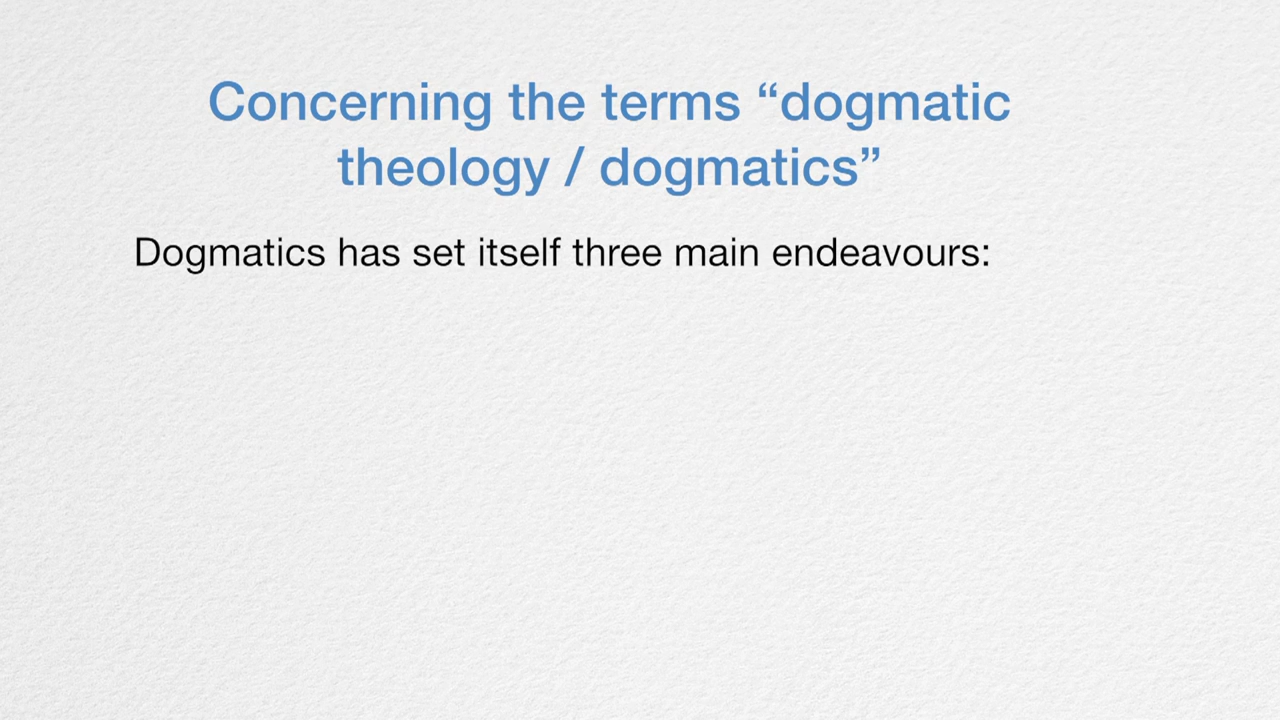 Concerning the terms “dogmatic
theology / dogmatics”
Dogmatics has set itself three main endeavours: